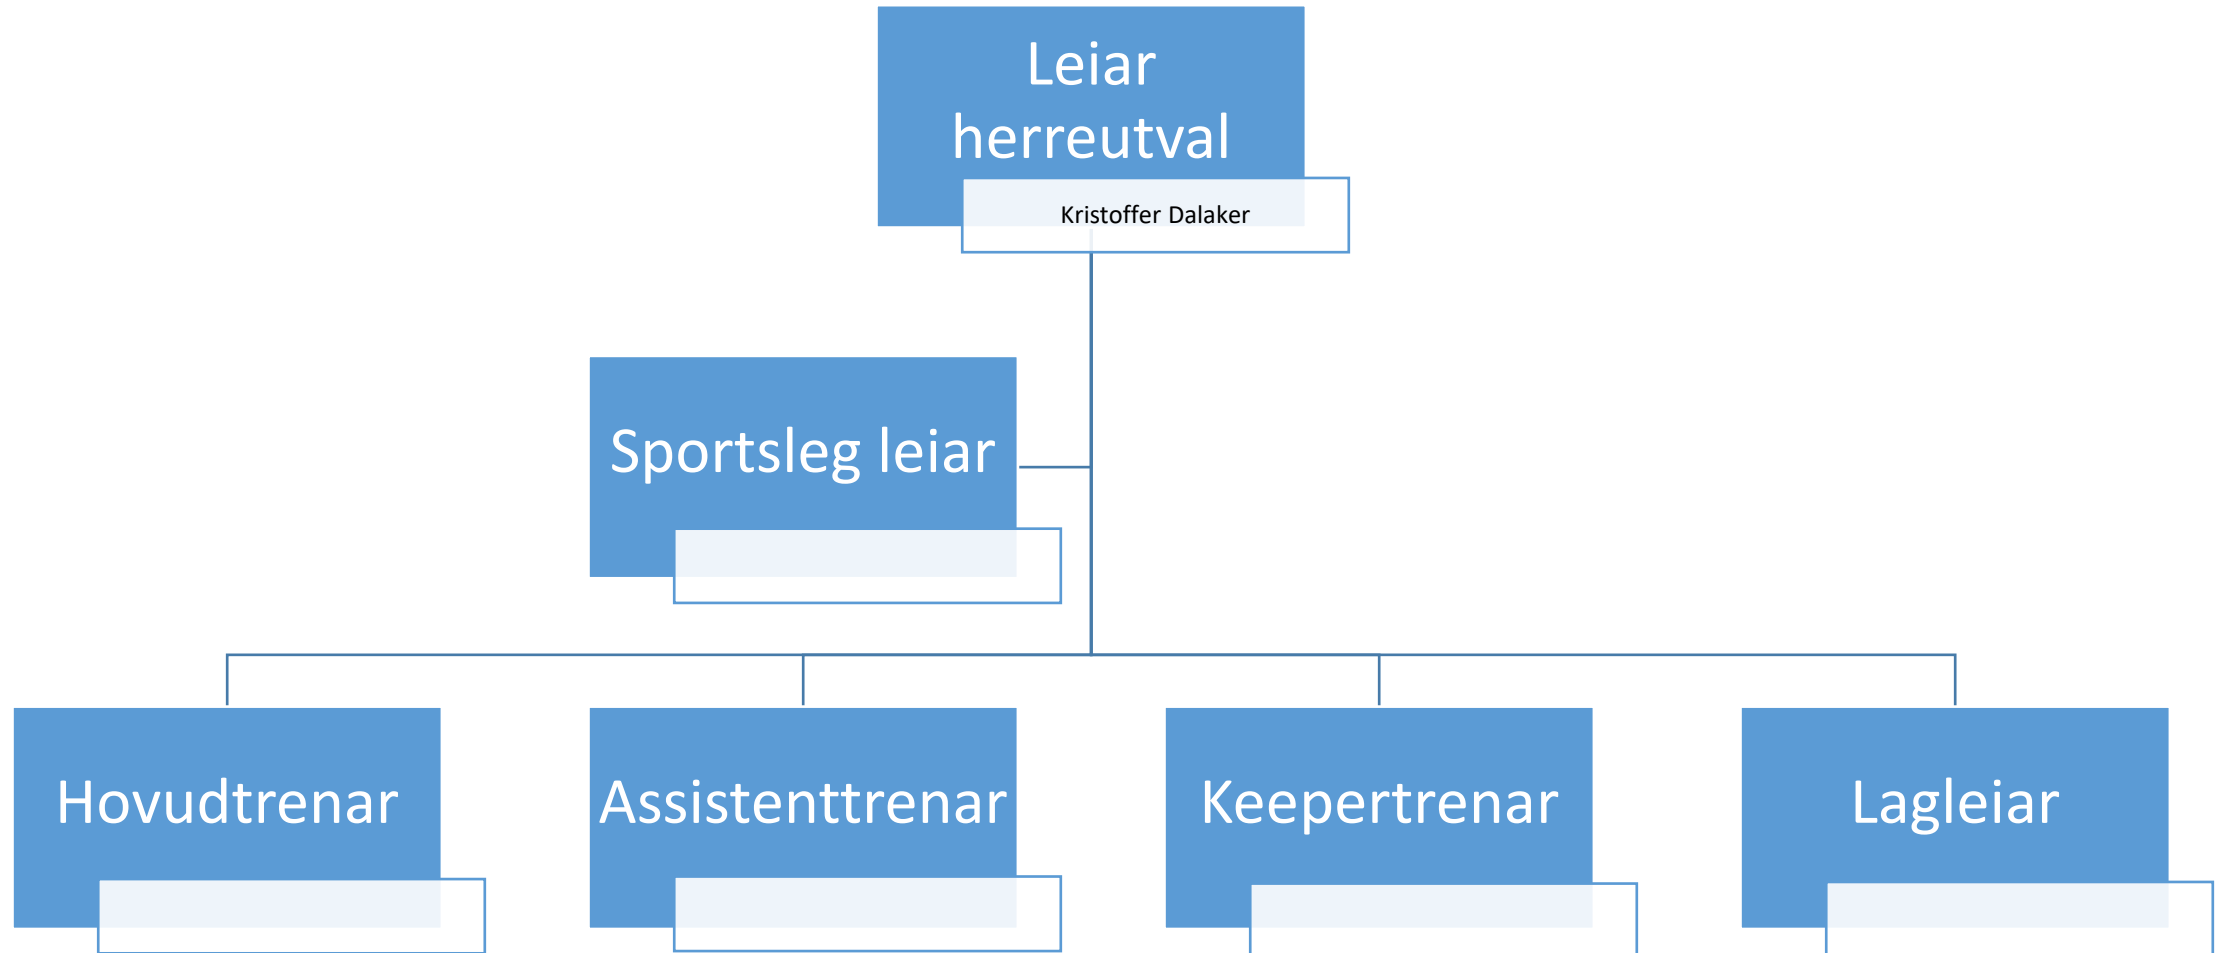 Leiar
herreutval
Kristoffer Dalaker
Sportsleg leiar
Hovudtrenar
Assistenttrenar
Keepertrenar
Lagleiar